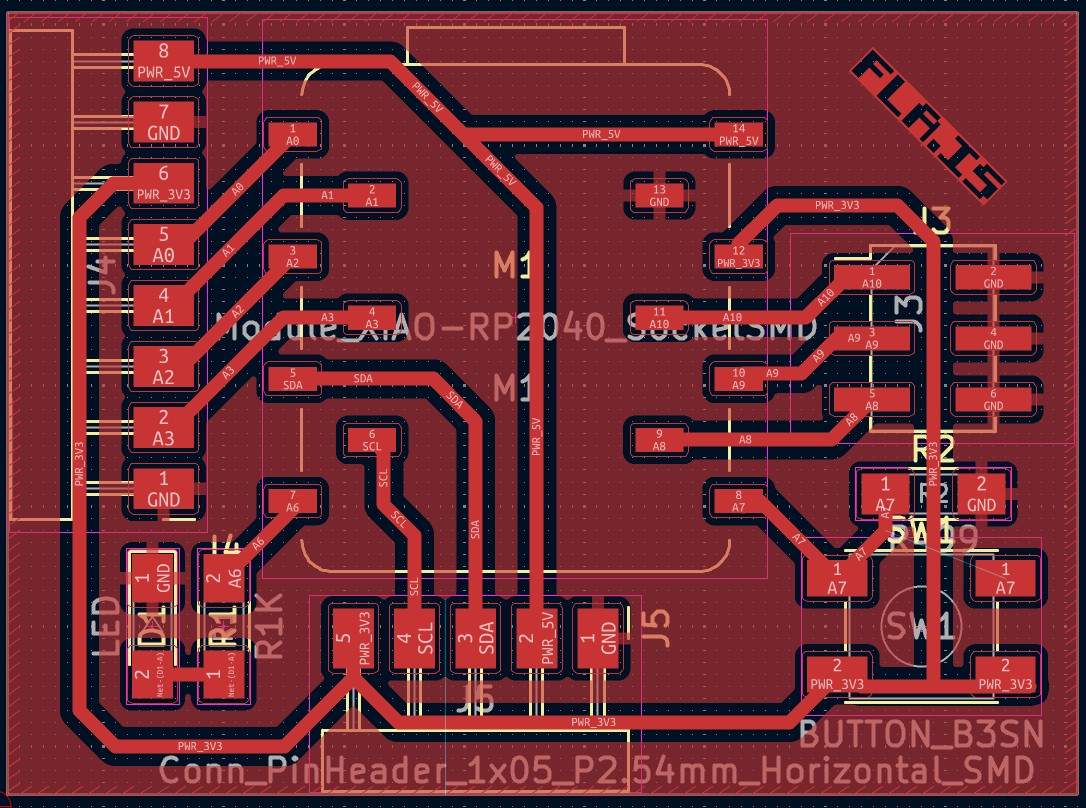 8
PWR_5V
7
GND
6
PWR_3V3
5
A0
4
A1
3
A2
2
A3
1
GND
J4
PWR_5V
PWR_5V
PWR_5V
PWR_5V
PWR_5V
1
A0
2
A1
3
A2
4
A3
5
SDA
6
SCL
7
A6
A0
A1
A1
A2
A3
A3
SDA
SDA
SDA
SCL
SCL
SCL
A6
14
PWR_5V
13
GND
12
PWR_3V3
11
A10
10
A9
9
A8
8
A7
M1
Module_XIAO-RP2040_SocketSMD
M1
FLA.IS
PWR_3V3
J3
J3
1
A10
2
GND
3
A9
4
GND
5
A8
6
GND
A10
A10
A9
A9
A9
A8
A8
PWR_3V3
R2
1
A7
R2
2
GND
A7
A7
SW1
1
A7
1
A7
SW1
2
PWR_3V3
2
PWR_3V3
BUTTON_B3SN
PWR_3V3
LED
1
GND
D1
2
Net-(D1-A)
2
A6
R1
R1K
1
Net-(D1-A)
5
PWR_3V3
4
SCL
3
SDA
2
PWR_5V
1
GND
J5
J5
PWR_3V3
PWR_3V3
Conn_PinHeader_1x05_P2.54mm_Horizontal_SMD